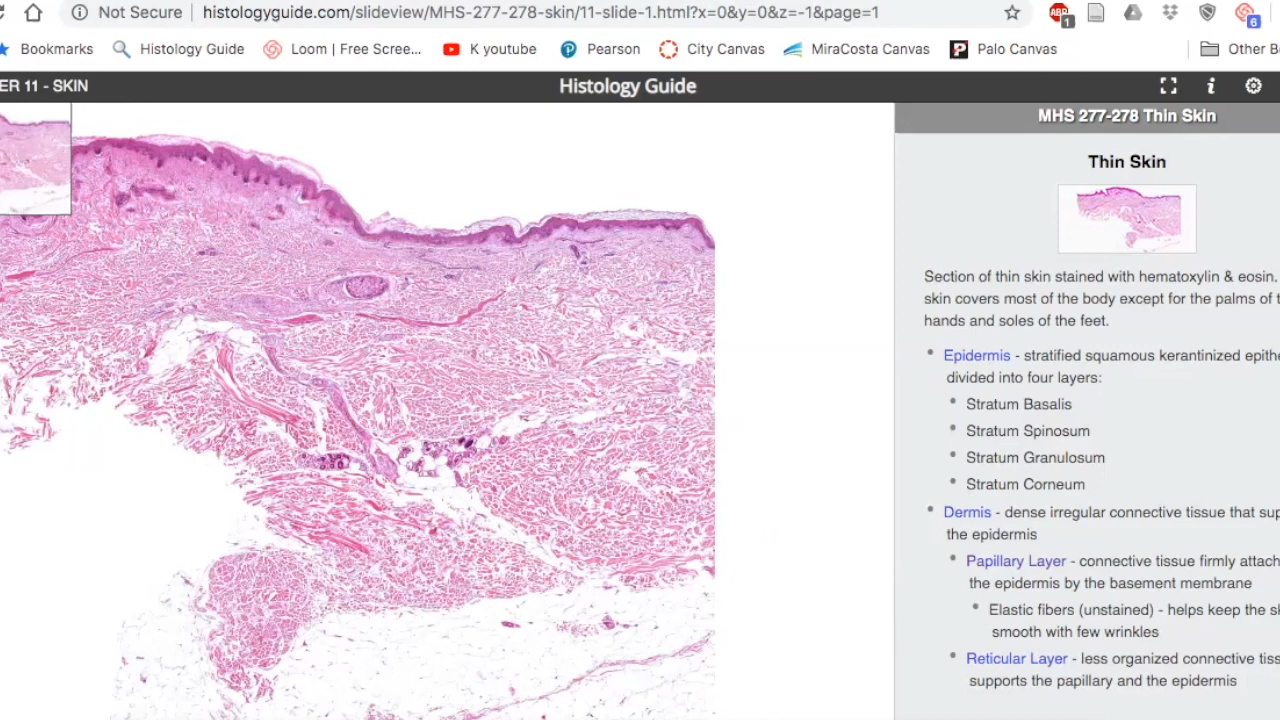 Not Secure histologyguide.com/slideview/MHS-277-278-skin/11-slide-1.html?x=0&y=0&z=-1&page=1 ABP 1 6
Bookmarks Histology Guide Loom | Free Scree... K youtube Pearson City Canvas MiraCosta Canvas Palo Canvas Other B
ER 11 - SKIN Histology Guide
MHS 277-278 Thin Skin
Thin Skin
Section of thin skin stained with hematoxylin & eosin.
skin covers most of the body except for the palms of t
hands and soles of the feet.
Epidermis - stratified squamous kerantinized epithe
divided into four layers:
Stratum Basalis
Stratum Spinosum
Stratum Granulosum
Stratum Corneum
Dermis - dense irregular connective tissue that sup
the epidermis
Papillary Layer - connective tissue firmly attach
the epidermis by the basement membrane
Elastic fibers (unstained) - helps keep the s
smooth with few wrinkles
Reticular Layer - less organized connective tiss
supports the papillary and the epidermis